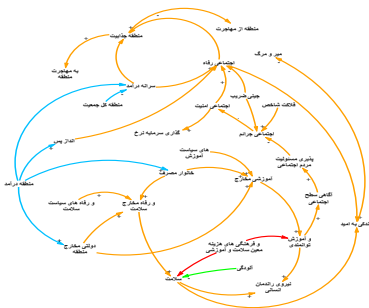 منطقه از مهاجرت
منطقه جذابیت
میر و مرگ
اجتماعی رفاه
منطقه
به مهاجرت
سرانه درآمد
جینی ضریب
فلاکت شاخص
منطقه کل جمعیت
اجتماعی امنیت
گذاری سرمایه نرخ
اجتماعی جرائم
انداز پس
های سیاست
آموزش
پذیری مسئولیت
مردم اجتماعی
خانوار مصرف
آموزشی مخارج
منطقه درآمد
آگاهی سطح
اجتماعی
و رفاه های سیاست
سلامت
و رفاه مخارج
سلامت
زندگی به امید
دولتی مخارج
منطقه
و فرهنگی های هزینه
معین سلامت و آموزشی
و آموزش
توانمندی
آلودگی
سلامت
نیروی راندمان
انسانی